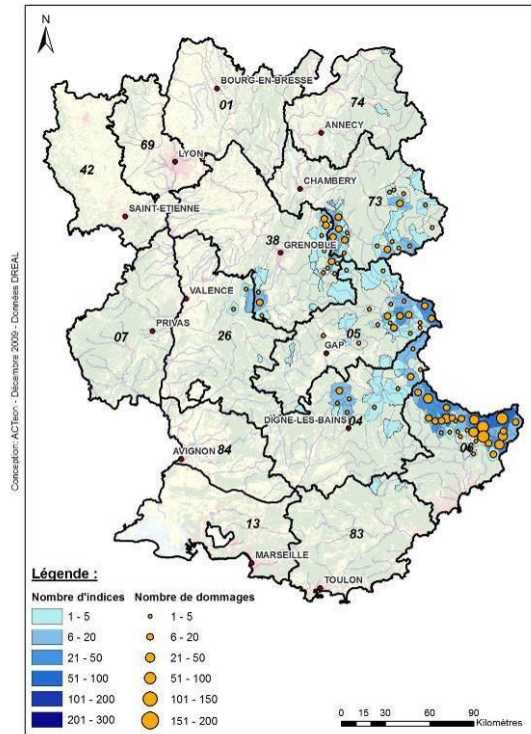 N
BOURG-EN-BRESSE
01
74
ANNECY
69
42
LYON
CHAMBERY
73
SAINT-ETIENNE
38
GRENOBLE
VALENCE
07
PRIVAS
26
05
GAP
DIGNE-LES-BAINS
04
06
84
AVIGNON
13
83
MARSEILLE
TOULON
Conception: ACTeon - Décembre 2009 - Données DREAL
Légende :
Nombre d'indices Nombre de dommages
1 - 5 1 - 5
6 - 20 6 - 20
21 - 50 21 - 50
51 - 100 51 - 100
101 - 200 101 - 150
201 - 300 151 - 200
0 15 30 60 90
Kilomètres